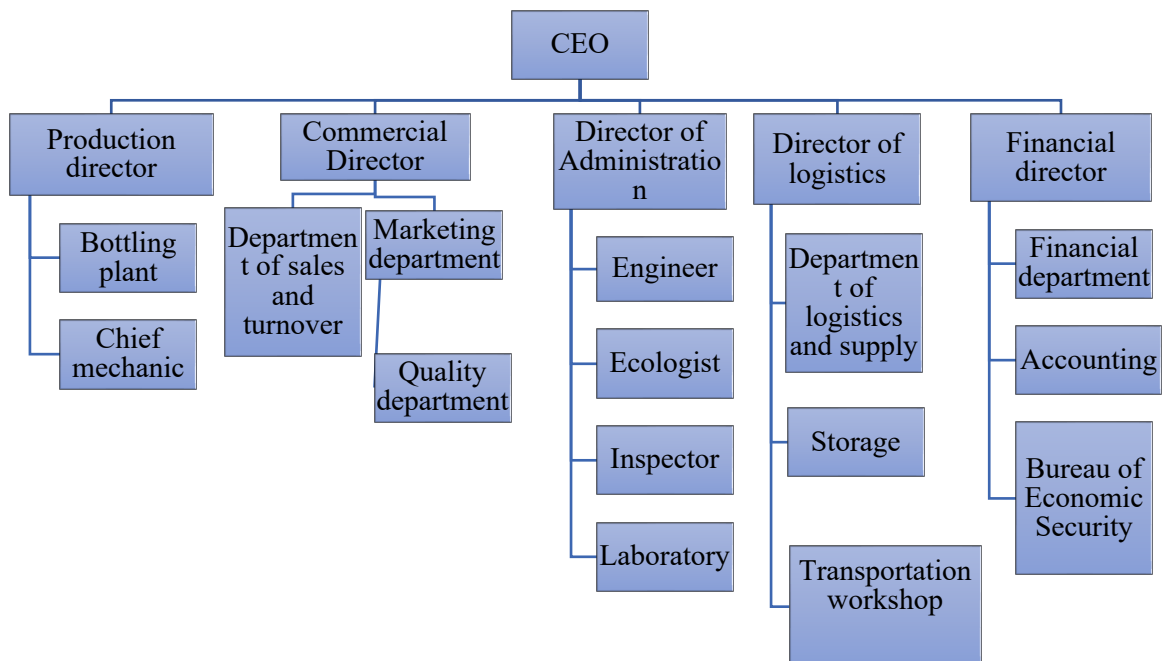 CEO
Production
director
Commercial
Director
Director of
Administratio
n
Director of
logistics
Financial
director
Bottling
plant
Chief
mechanic
Departmen
t of sales
and
turnover
Marketing
department
Quality
department
Engineer
Ecologist
Inspector
Laboratory
Departmen
t of
logistics
and supply
Storage
Transportation
workshop
Financial
department
Accounting
Bureau of
Economic
Security